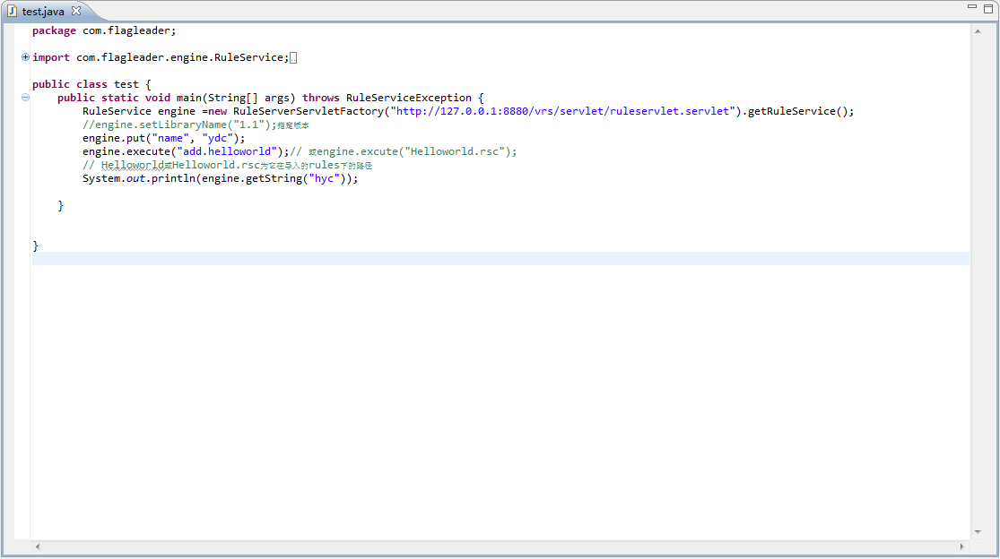 test.java
package com.flagleader;
import com.flagleader.engine.RuleService;
public class test {
public static void main(String[] args) throws RuleServiceException {
RuleService engine =new RuleServerServletFactory("http://127.0.0.1:8880/vrs/servlet/ruleservlet.servlet").getRuleService();
//engine.setLibraryName("1.1");指定版本
engine.put("name", "ydc");
engine.execute("add.helloworld");// 或engine.excute("Helloworld.rsc");
// Helloworld或Helloworld.rsc为它在导入的rules下的路径
System.out.println(engine.getString("hyc"));
}
}